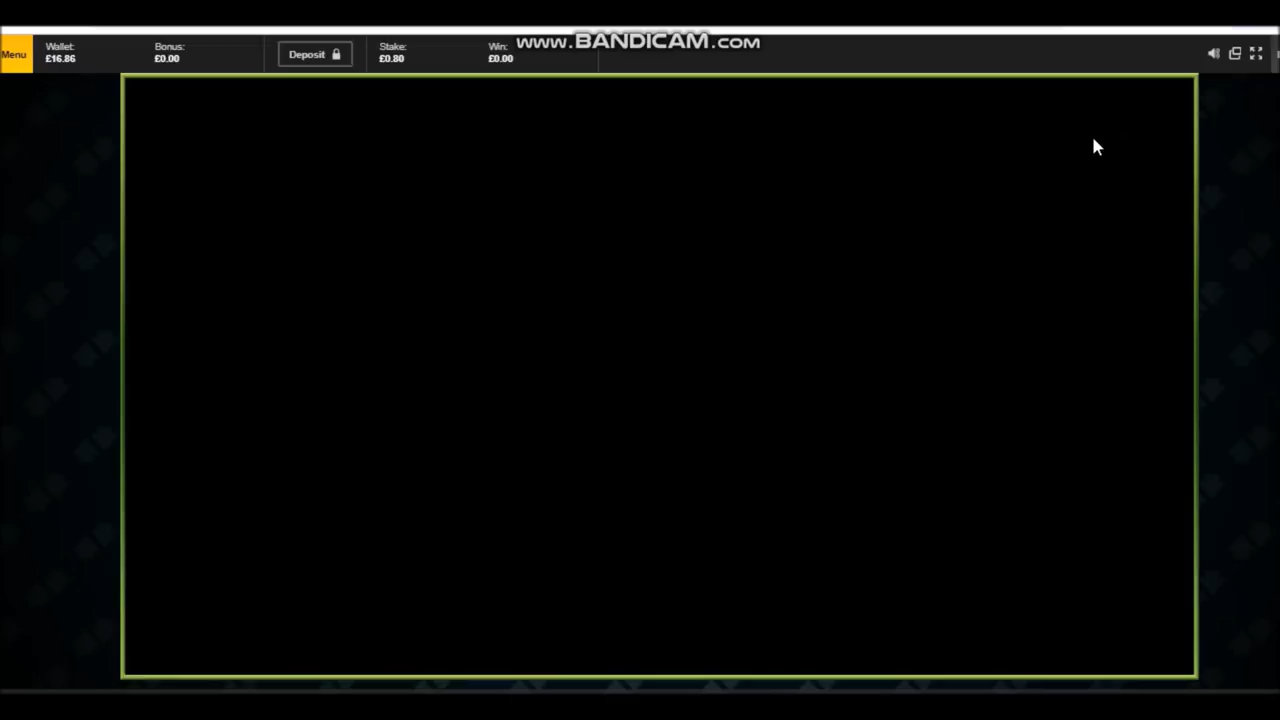 www.BANDICAM.com
Menu
Wallet:
£16.86
Bonus:
£0.00
Deposit
Stake:
£0.80
Win:
£0.00